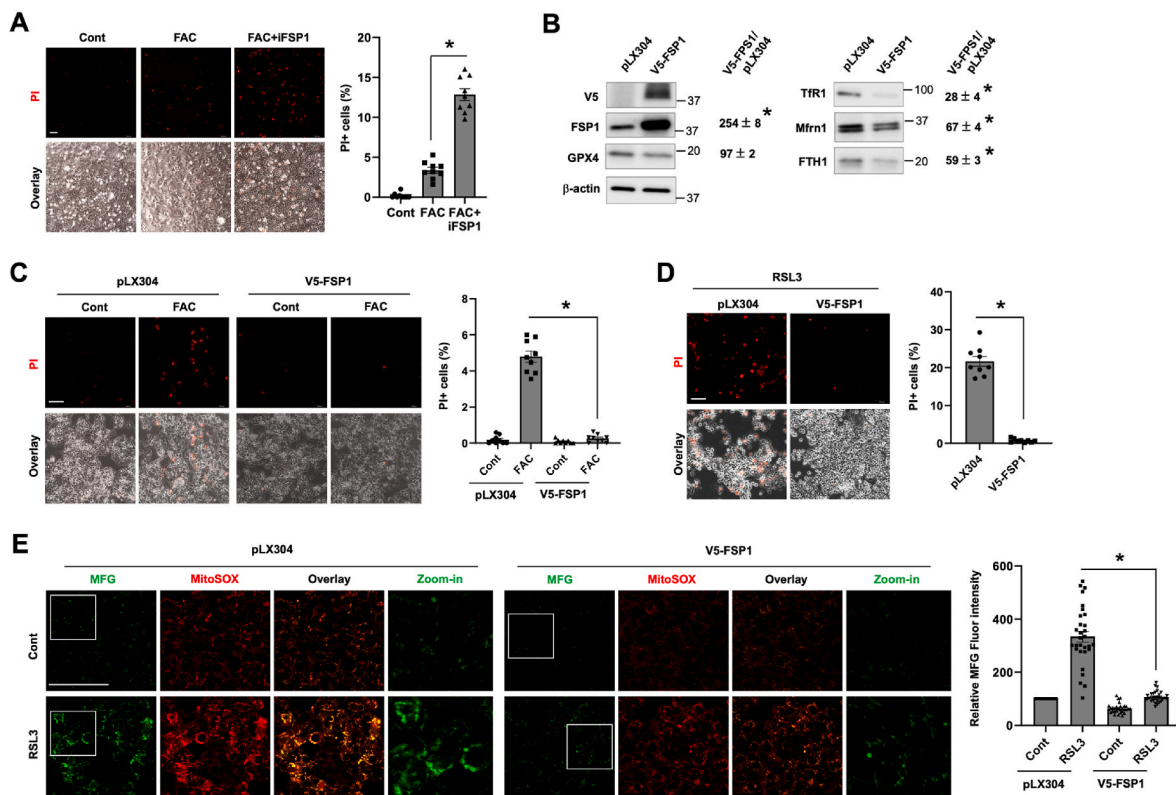 A
Cont FAC FAC+iFSP1
PI
Overlay
PI+ cells (%)
15
10
5
0
*
Cont FAC FAC+
iFSP1
B
pLX304 V5-FSP1 V5-FPS1/
pLX304
V5 37
FSP1 37 254 ± 8 *
GPX4 20 97 ± 2
β-actin 37
pLX304 V5-FSP1 V5-FPS1/
pLX304
TfR1 100 28 ± 4 *
Mfrn1 37 67 ± 4 *
FTH1 20 59 ± 3 *
C
pLX304 V5-FSP1
Cont FAC Cont FAC
PI
Overlay
PI+ cells (%)
8
6
4
2
0
*
Cont FAC Cont FAC
pLX304 V5-FSP1
D
RSL3
pLX304 V5-FSP1
PI
Overlay
PI+ cells (%)
40
30
20
10
0
*
pLX304 V5-FSP1
E
pLX304 V5-FSP1
MFG MitoSOX Overlay Zoom-in MFG MitoSOX Overlay Zoom-in
Cont
RSL3
Relative MFG Fluor intensity
600
400
200
100
0
*
Cont RSL3 Cont RSL3
pLX304 V5-FSP1